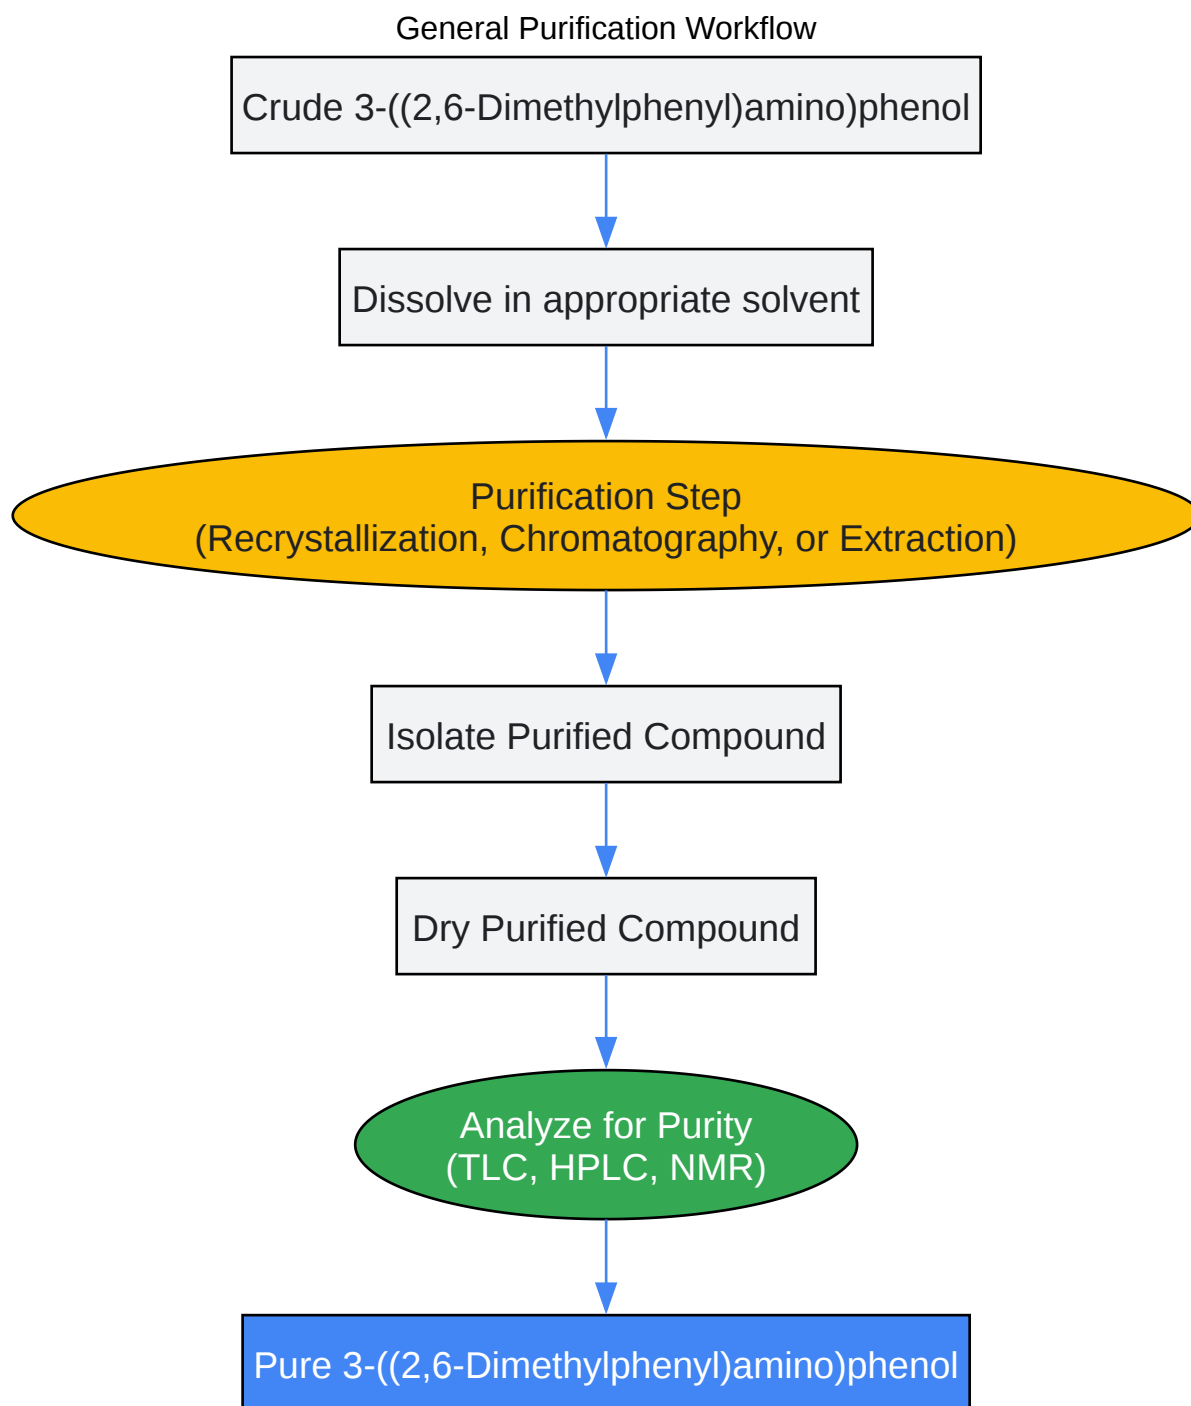 General Purification Workflow
Crude 3-((2,6-Dimethylphenyl)amino)phenol
Dissolve in appropriate solvent
Purification Step
(Recrystallization, Chromatography, or Extraction)
Isolate Purified Compound
Dry Purified Compound
Analyze for Purity
(TLC, HPLC, NMR)
Pure 3-((2,6-Dimethylphenyl)amino)phenol